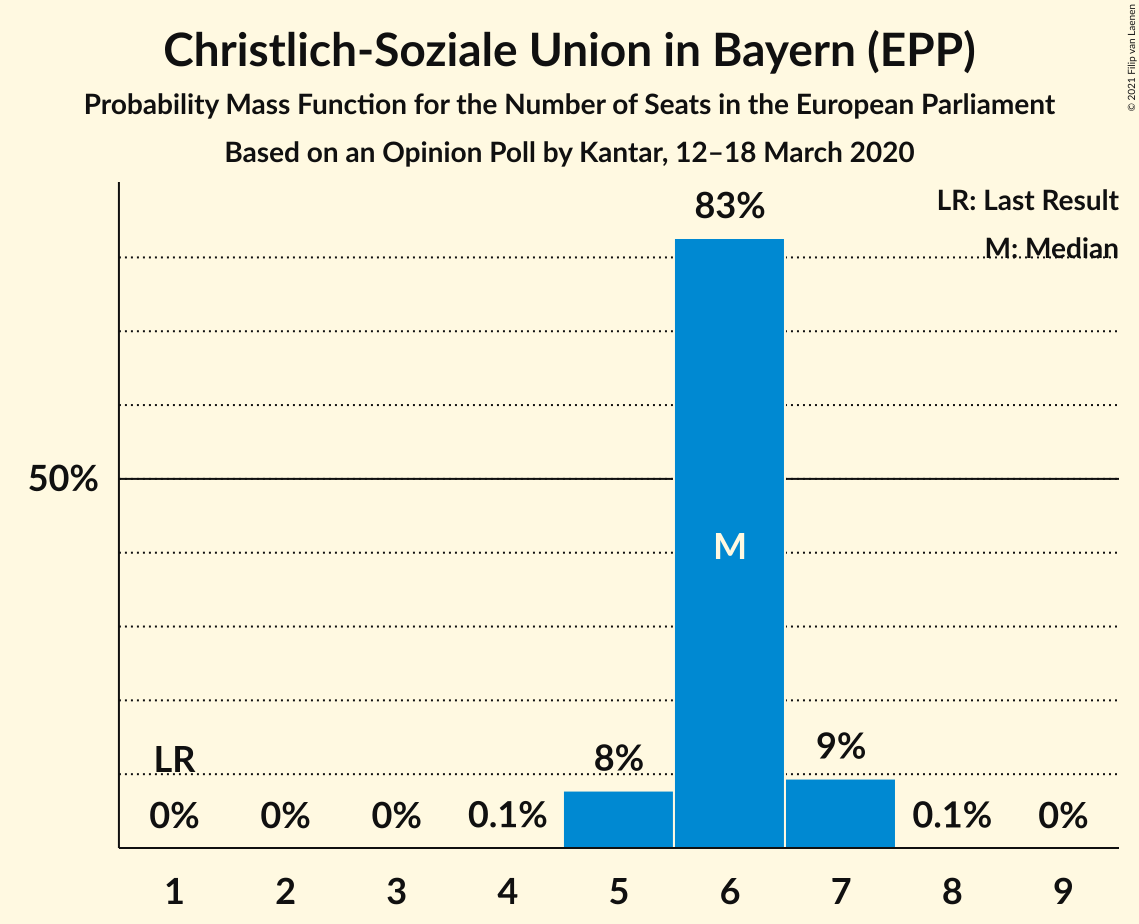 Christlich-Soziale Union in Bayern (EPP)
Probability Mass Function for the Number of Seats in the European Parliament
Based on an Opinion Poll by Kantar, 12–18 March 2020
© 2021 Filip van Laenen
LR: Last Result
M: Median
83%
50%
M
LR
8%
9%
0%
0%
0%
0.1%
0.1%
0%
1 2 3 4 5 6 7 8 9